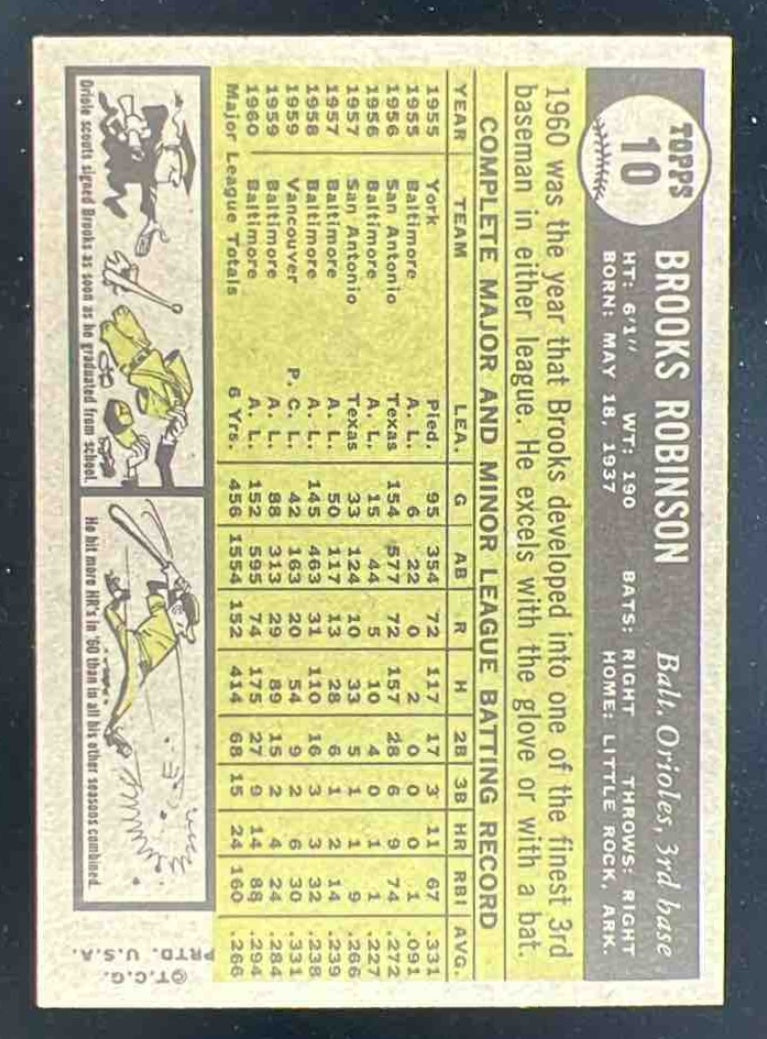 TOPPS
10
BROOKS ROBINSON Balt. Orioles, 3rd base
HT: 6'1" WT: 190 BATS: RIGHT THROWS: RIGHT
BORN: MAY 18, 1937 HOME: LITTLE ROCK, ARK.
1960 was the year that Brooks developed into one of the finest 3rd
baseman in either league. He excels with the glove or with a bat.
COMPLETE MAJOR AND MINOR LEAGUE BATTING RECORD
YEAR TEAM LEA. G AB R H 2B 3B HR RBI AVG.
1955 York Pied. 95 354 72 117 17 3 11 67 .331
1955 Baltimore A. L. 6 22 0 2 0 0 0 1 .091
1956 San Antonio Texas 154 577 72 157 28 6 9 74 .272
1956 Baltimore A. L. 15 44 5 10 4 0 1 1 .227
1957 San Antonio Texas 33 124 10 33 5 1 1 9 .266
1957 Baltimore A. L. 50 117 13 28 6 1 2 14 .239
1958 Baltimore A. L. 145 463 31 110 16 3 3 32 .238
1959 Vancouver P. C. L. 42 163 20 54 9 2 6 30 .331
1959 Baltimore A. L. 88 313 29 89 15 2 4 24 .284
1960 Baltimore A. L. 152 595 74 175 27 9 14 88 .294
Major League Totals 6 Yrs. 456 1554 152 414 68 15 24 160 .266
Oriole scouts signed Brooks as soon as he graduated from school.
He hit more HR's in '60 than in all his other seasons combined.
©T.C.G.
PRTD. U.S.A.